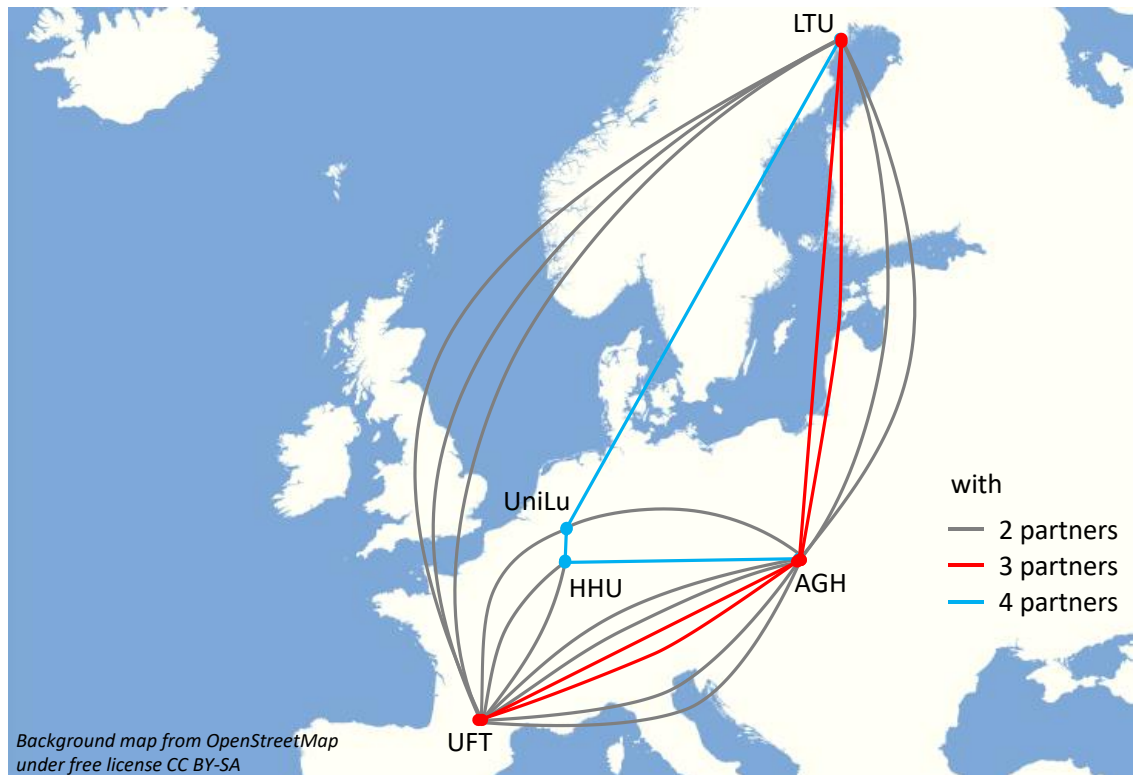 LTU
UniLu
HHU
AGH
UFT
with
2 partners
3 partners
4 partners
Background map from OpenStreetMap
under free license CC BY-SA